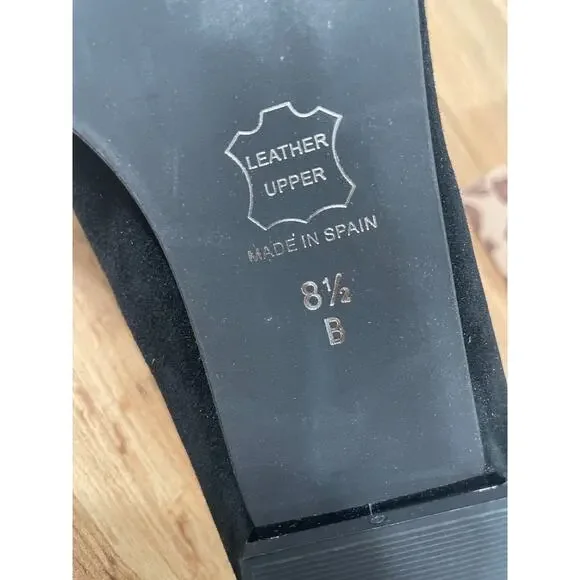 LEATHER
UPPER
MADE IN SPAIN
8½
B